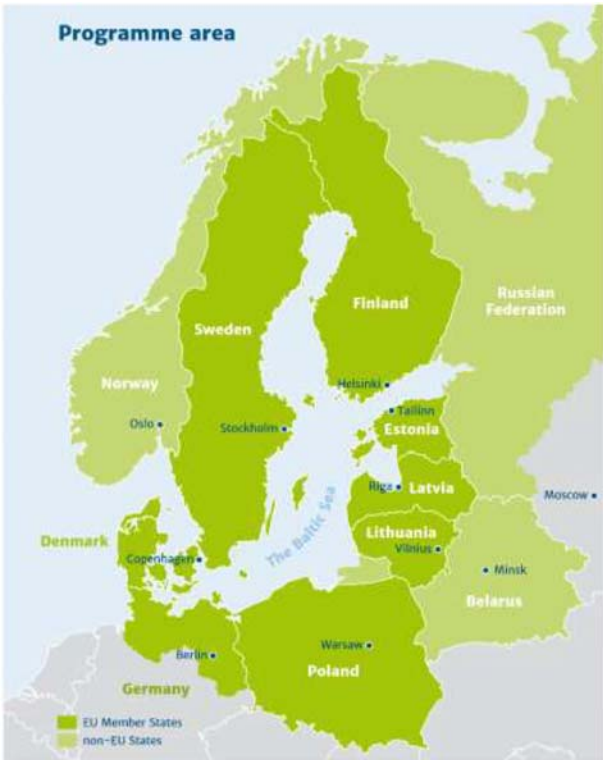 Programme area
Russian
Federation
Finland
Sweden
Norway
Helsinki
Oslo
Stockholm
Tallinn
Estonia
Riga
Latvia
Moscow
The Baltic Sea
Lithuania
Denmark
Vilnius
Copenhagen
Minsk
Belarus
Warsaw
Berlin
Poland
Germany
EU Member States
non-EU States